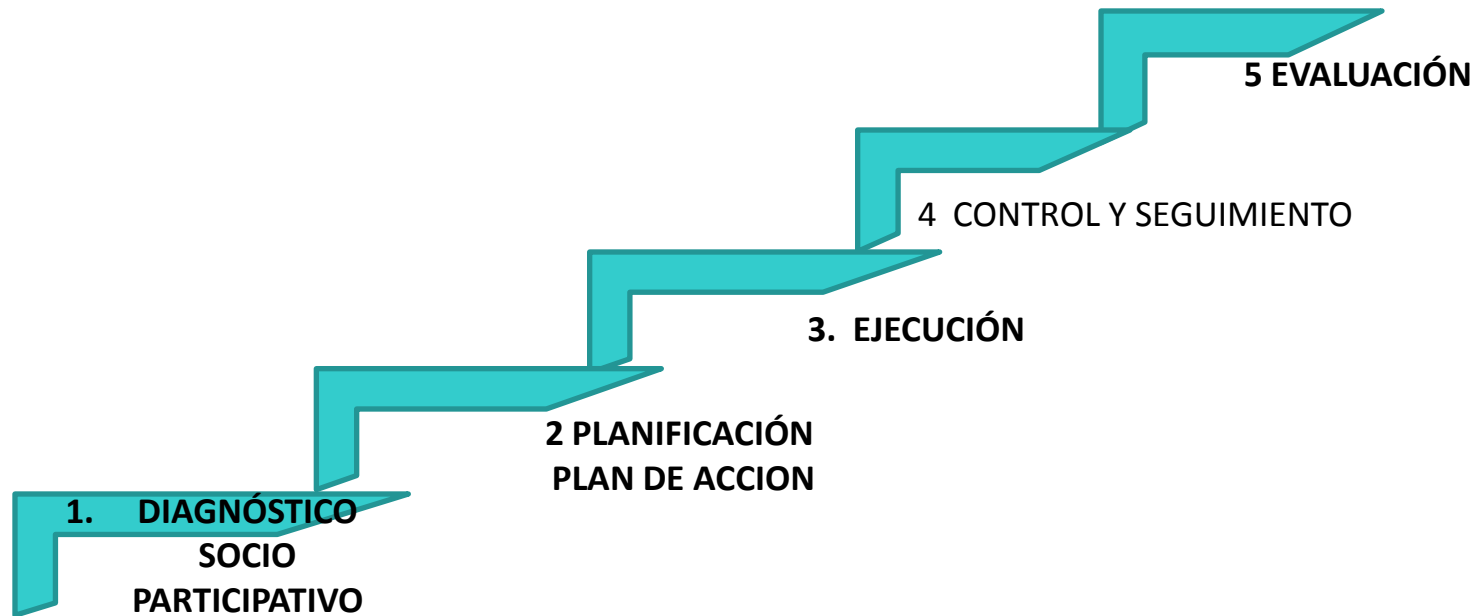 5 EVALUACIÓN
4 CONTROL Y SEGUIMIENTO
3. EJECUCIÓN
2 PLANIFICACIÓN
PLAN DE ACCION
1. DIAGNÓSTICO
SOCIO
PARTICIPATIVO